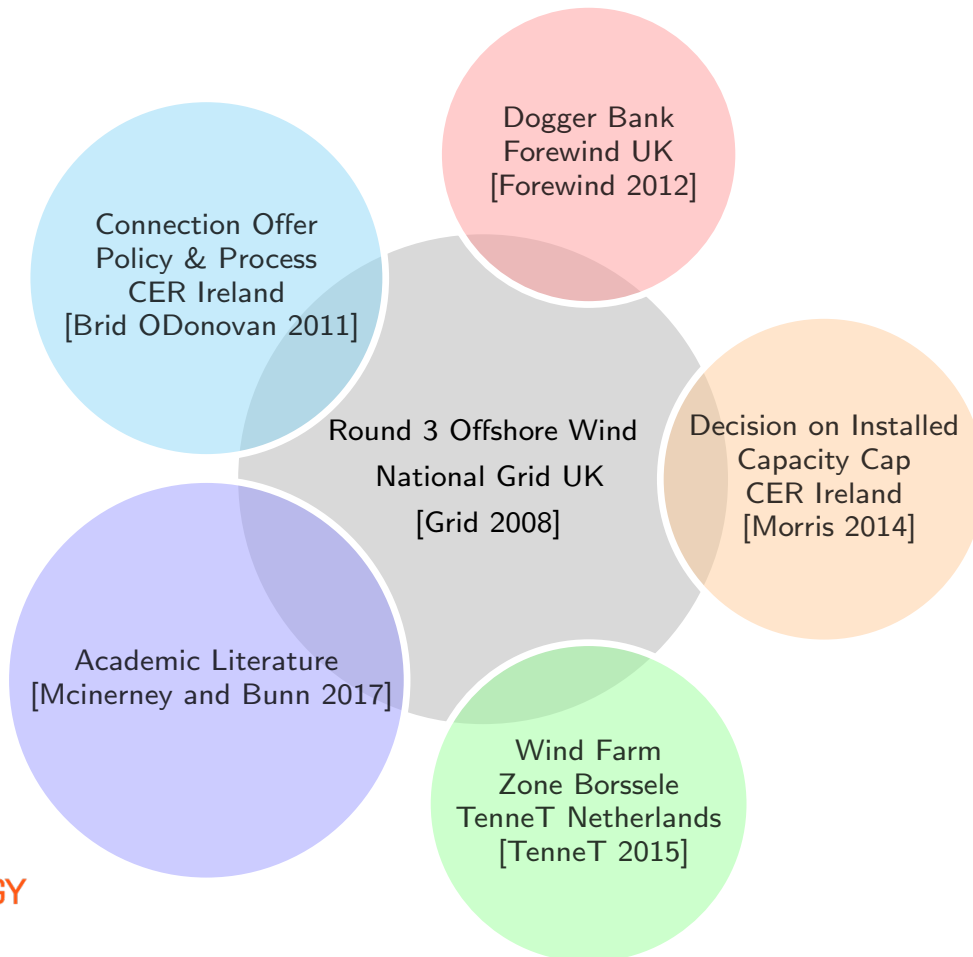 Dogger Bank
Forewind UK
[Forewind 2012]
Connection Offer
Policy & Process
CER Ireland
[Brid ODonovan 2011]
Round 3 Offshore Wind
National Grid UK
[Grid 2008]
Decision on Installed
Capacity Cap
CER Ireland
[Morris 2014]
Academic Literature
[Mcinerney and Bunn 2017]
Wind Farm
Zone Borssele
TenneT Netherlands
[TenneT 2015]
GY